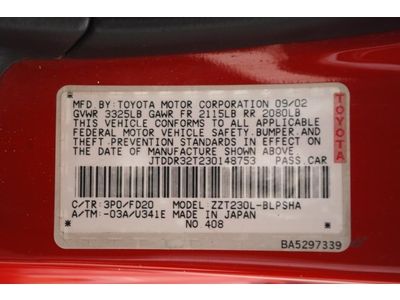 MFD. BY: TOYOTA MOTOR CORPORATION 09/02
GVWR 3325LB GAWR FR 2115LB RR 2080LB
THIS VEHICLE CONFORMS TO ALL APPLICABLE
FEDERAL MOTOR VEHICLE SAFETY, BUMPER, AND
THEFT PREVENTION STANDARDS IN EFFECT ON
THE DATE OF MANUFACTURE SHOWN ABOVE.
JTDDR32T230148753 PASS.CAR
TOYOTA
C/TR: 3P0/FD20 MODEL: ZZT230L-BLPSHA
A/TM: -03A/U341E MADE IN JAPAN
NO 408
BA5297339